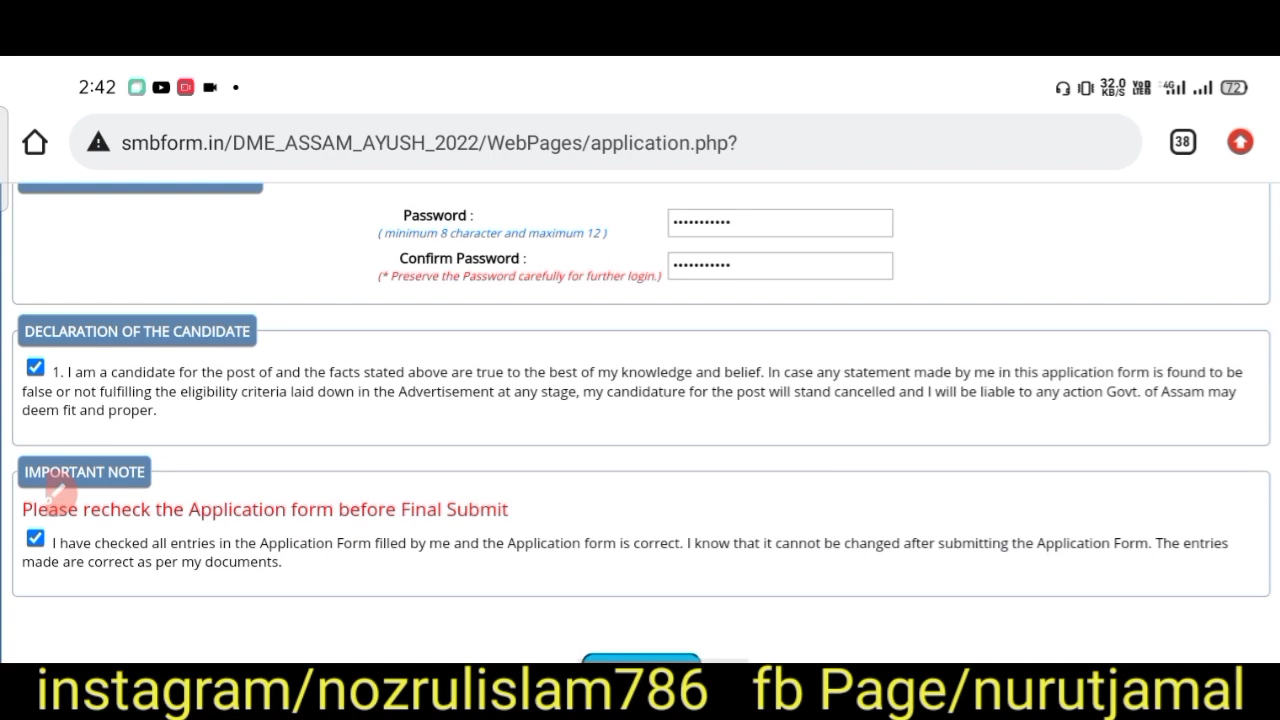 2:42
32.0 KB/S 4G 72
smbform.in/DME_ASSAM_AYUSH_2022/WebPages/application.php?
38
Password : •••••••••••
( minimum 8 character and maximum 12 )
Confirm Password : •••••••••••
(* Preserve the Password carefully for further login.)
DECLARATION OF THE CANDIDATE
1. I am a candidate for the post of and the facts stated above are true to the best of my knowledge and belief. In case any statement made by me in this application form is found to be
false or not fulfilling the eligibility criteria laid down in the Advertisement at any stage, my candidature for the post will stand cancelled and I will be liable to any action Govt. of Assam may
deem fit and proper.
IMPORTANT NOTE
Please recheck the Application form before Final Submit
I have checked all entries in the Application Form filled by me and the Application form is correct. I know that it cannot be changed after submitting the Application Form. The entries
made are correct as per my documents.
instagram/nozrulislam786 fb Page/nurutjamal